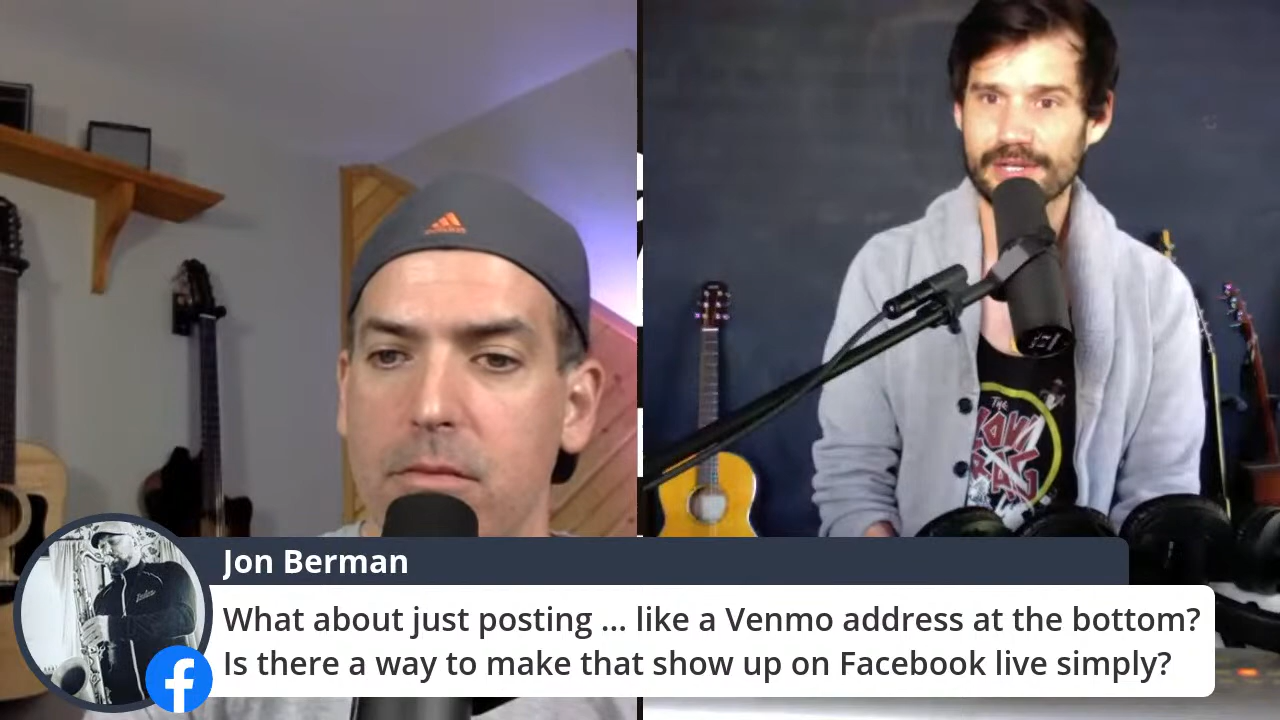 THE
Jon Berman
What about just posting ... like a Venmo address at the bottom?
Is there a way to make that show up on Facebook live simply?